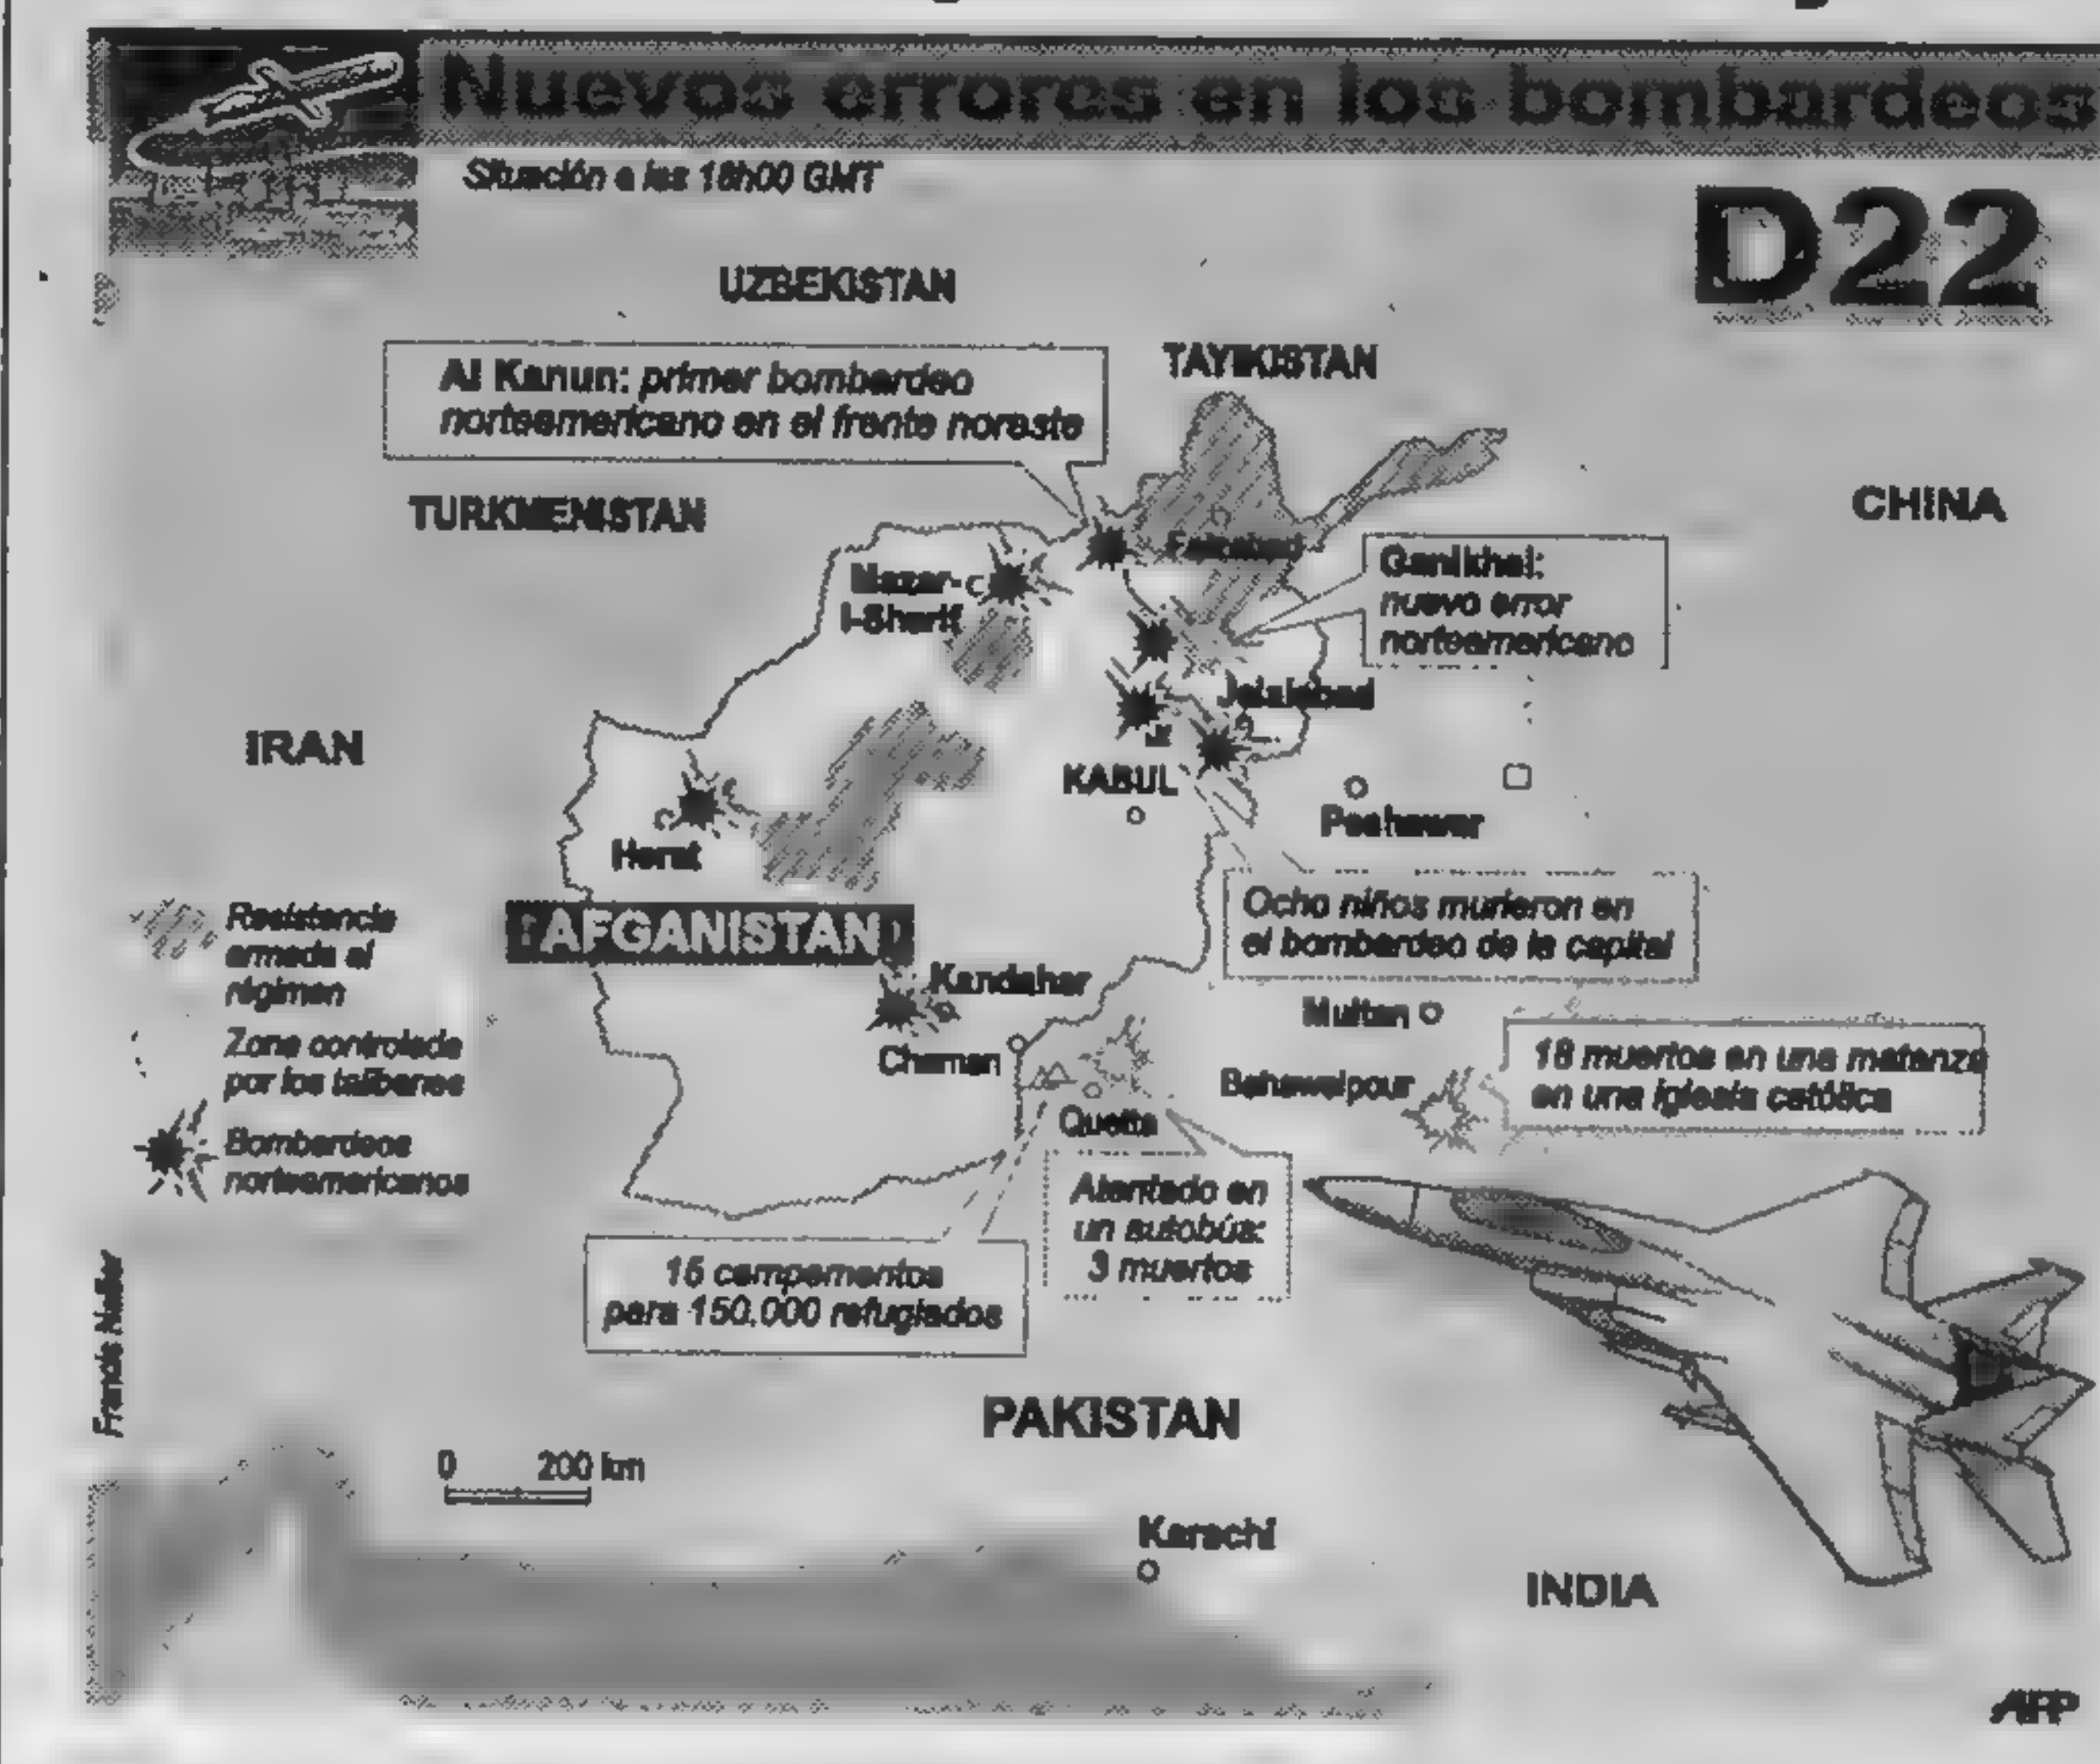 Nuevos errores en los bombardeos
Situación a las 18h00 GMT
D22
UZBEKISTAN
TAYIKISTAN
Al Kanun: primer bombardeo
norteamericano en el frente noreste
TURKMENISTAN
CHINA
Faizabad
Ganikhel:
nuevo error
norteamericano
Mazar-
i-Sharif
Jalalabad
IRAN
KABUL
Peshawar
Herat
Ocho niños murieron en
el bombardeo de la capital
Resistencia
armada al
régimen
AFGANISTAN
Kandahar
Multan
Zona controlada
por los talibanes
Chaman
Bahawalpour
18 muertos en una matanza
en una iglesia católica
Quetta
Bombardeos
norteamericanos
Atentado en
un autobús:
3 muertos
15 campamentos
para 150.000 refugiados
Francis Nallier
PAKISTAN
0 200 km
Karachi
INDIA
AFP